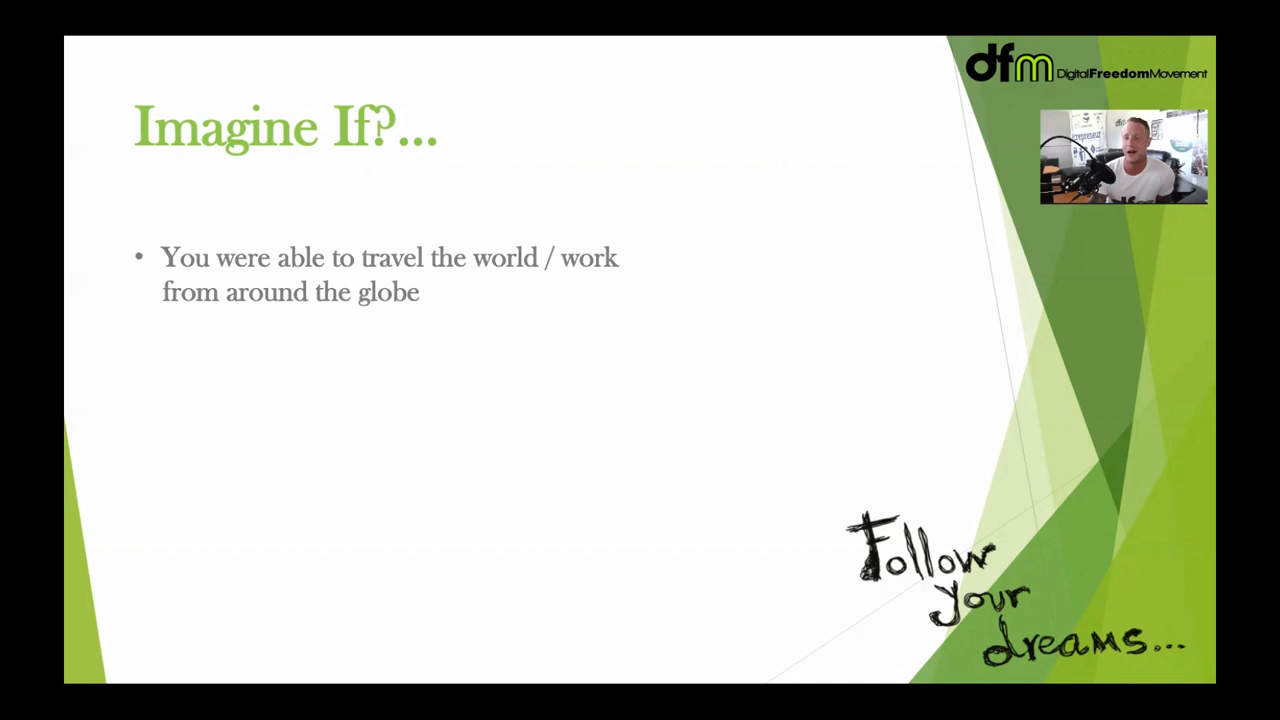 dfm DigitalFreedomMovement
Imagine If?...
• You were able to travel the world / work
from around the globe
Follow
your
dreams...